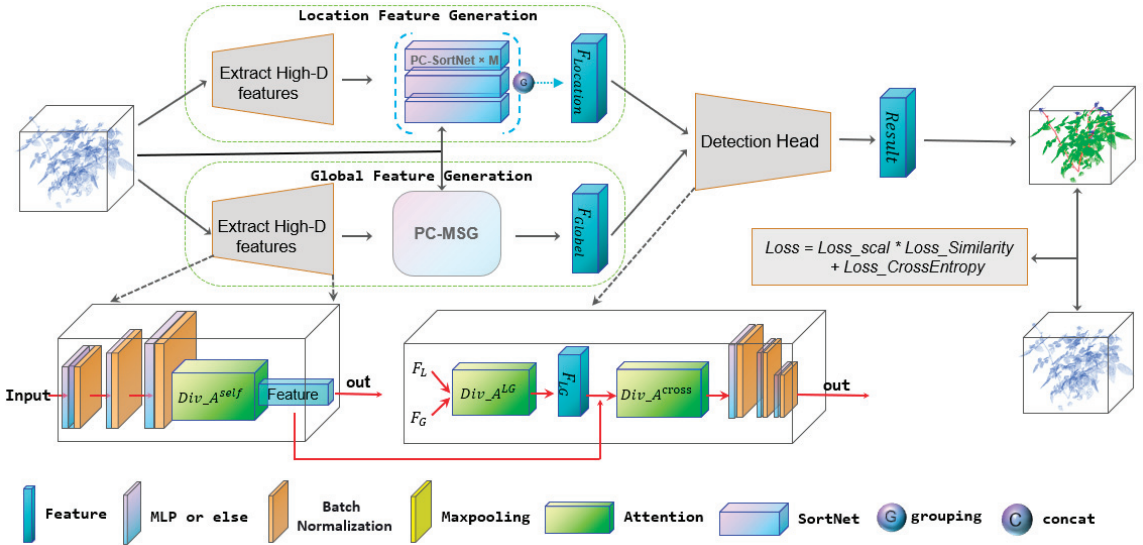 Location Feature Generation
Extract High-D
features
PC-SortNet × M
G
F_Location
Detection Head
Result
Global Feature Generation
Extract High-D
features
PC-MSG
F_Globel
Loss = Loss_scal * Loss_Similarity
+ Loss_CrossEntropy
Input
Div_A^self
Feature
out
F_L
F_G
Div_A^LG
F_LG
Div_A^cross
out
Feature
MLP or else
Batch
Normalization
Maxpooling
Attention
SortNet
G
grouping
C
concat